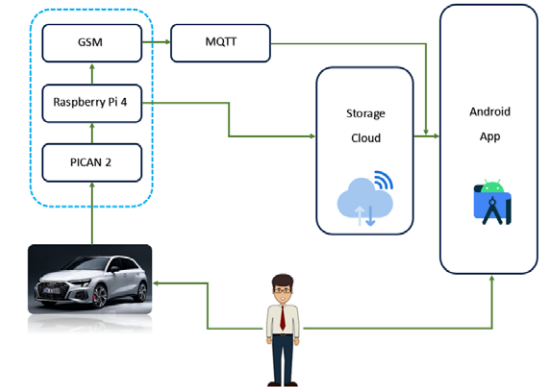 GSM
MQTT
Raspberry Pi 4
PICAN 2
Storage
Cloud
Android
App